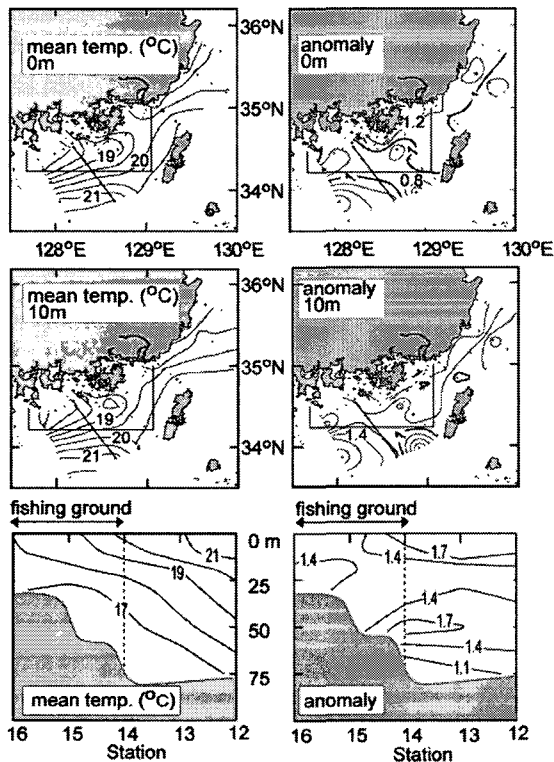 36°N
mean temp. (°C)
0m
anomaly
0m
35°N
1.2
19
20
0.8
34°N
21
128°E
129°E
130°E
128°E
129°E
130°E
36°N
mean temp. (°C)
10m
anomaly
10m
35°N
19
20
1.4
34°N
21
fishing ground
fishing ground
0 m
21
1.4
1.4
1.7
19
25
1.4
17
50
1.7
1.4
75
1.1
mean temp. (°C)
anomaly
16
15
14
13
12
16
15
14
13
12
Station
Station